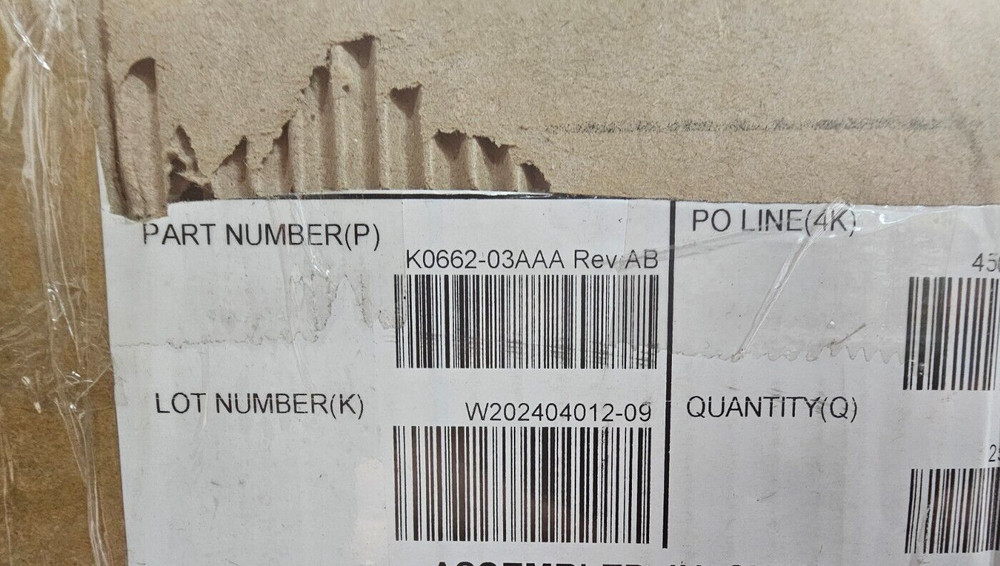 PART NUMBER(P)
K0662-03AAA Rev AB
PO LINE(4K)
LOT NUMBER(K)
W202404012-09
QUANTITY(Q)